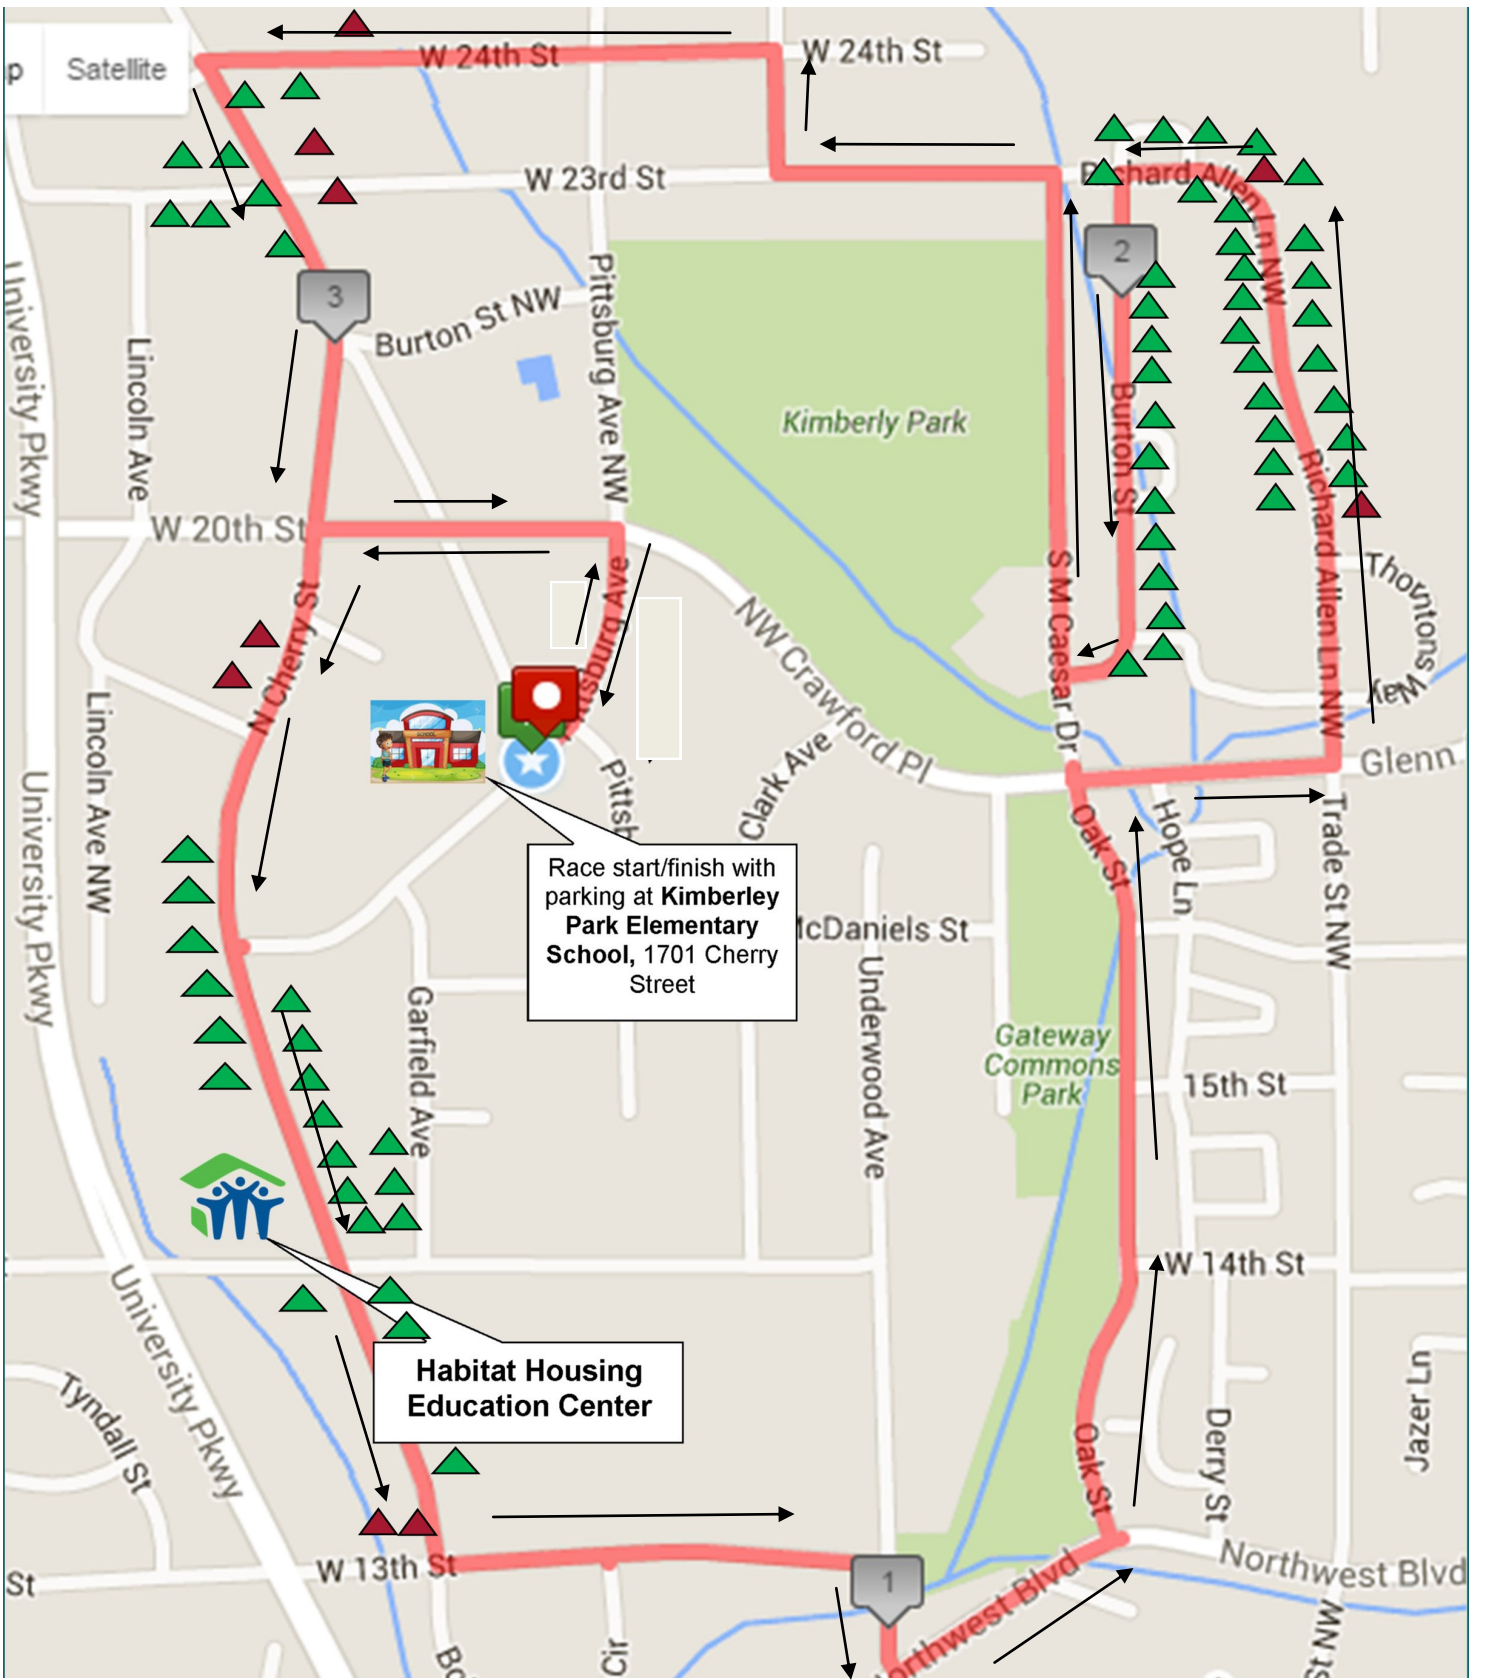 p
Satellite
W 24th St
W 24th St
W 23rd St
Richard Allen Ln NW
2
3
Burton St NW
Pittsburg Ave NW
University Pkwy
Lincoln Ave
Kimberly Park
Burton St
Richard Allen Ln NW
W 20th St
S M Caesar Dr
Thorntons Way
N Cherry St
NW Crawford Pl
Lincoln Ave NW
Clark Ave
Glenn
Pittsb
Oak St
Hope Ln
Trade St NW
University Pkwy
Race start/finish with
parking at Kimberley
Park Elementary
School, 1701 Cherry
Street
McDaniels St
Underwood Ave
Garfield Ave
Gateway
Commons
Park
15th St
W 14th St
University Pkwy
Habitat Housing
Education Center
Tyndall St
Oak St
Derry St
Jazer Ln
W 13th St
St
1
Northwest Blvd
Northwest Blvd
Cir